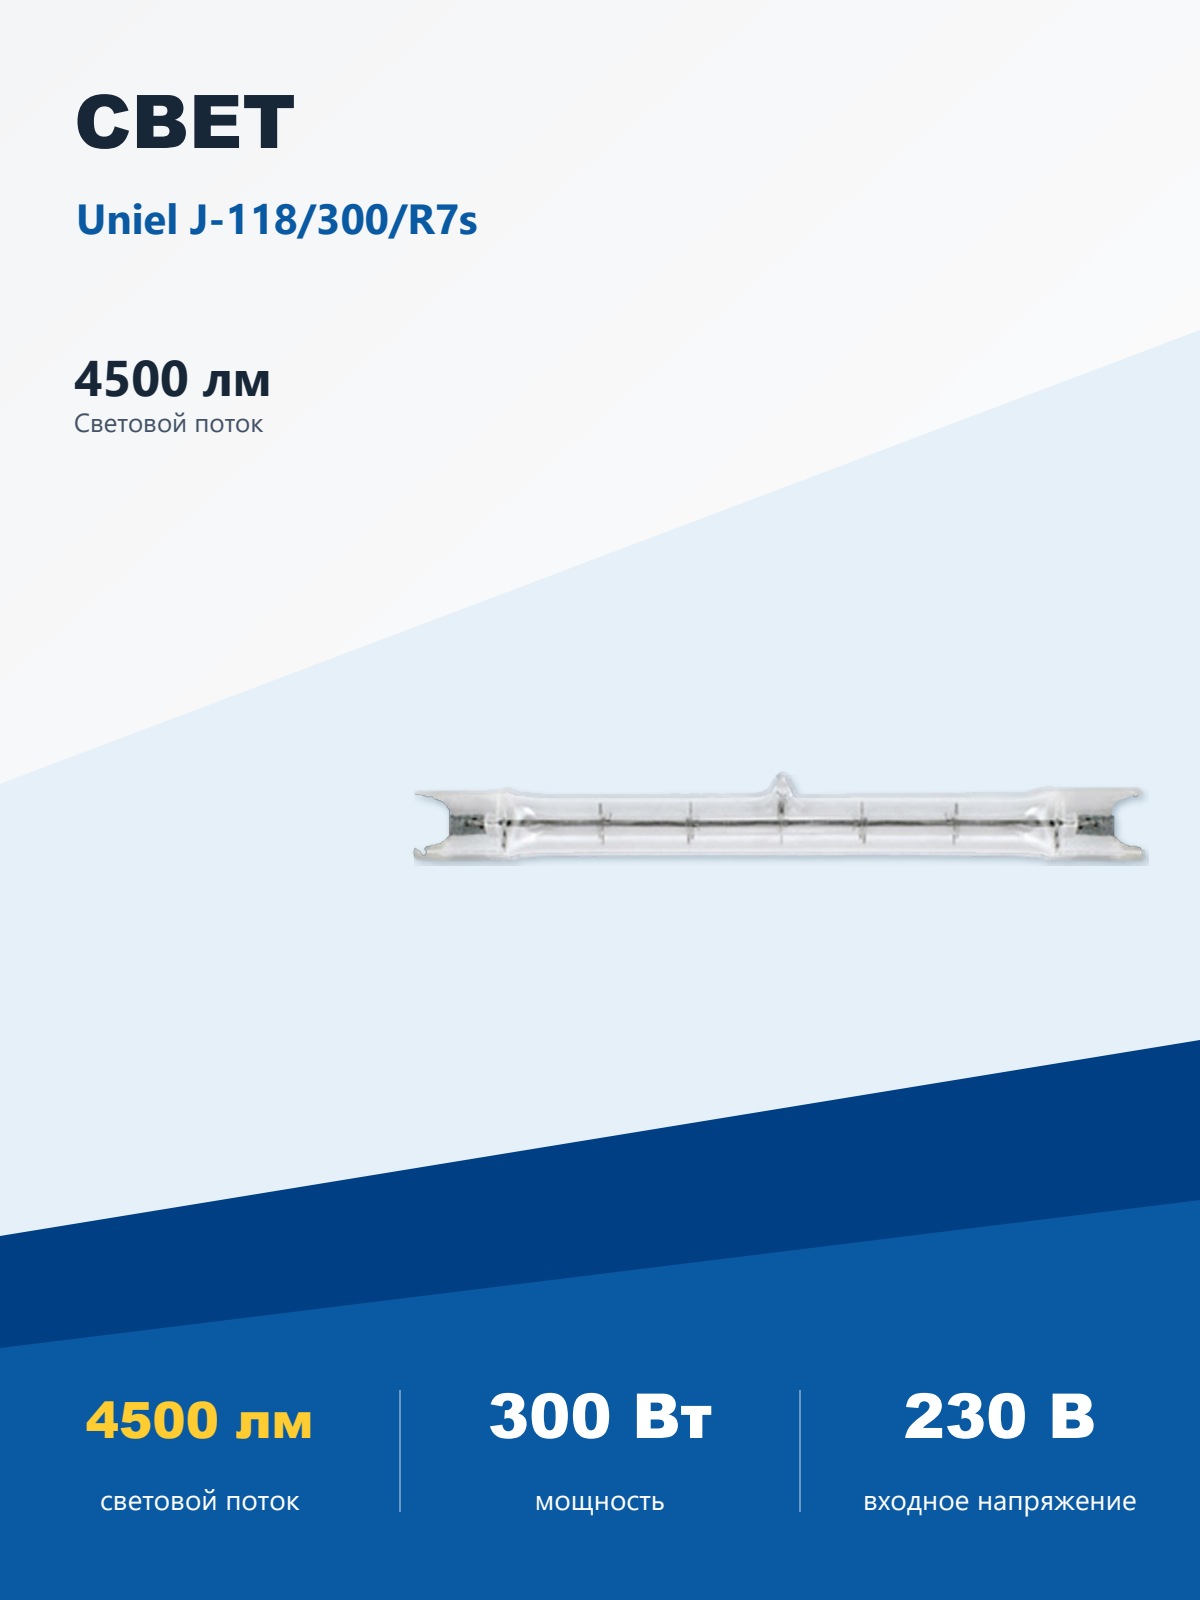 СВЕТ
Uniel J-118/300/R7s
4500 лм
Световой поток
4500 лм
световой поток
300 Вт
мощность
230 В
входное напряжение